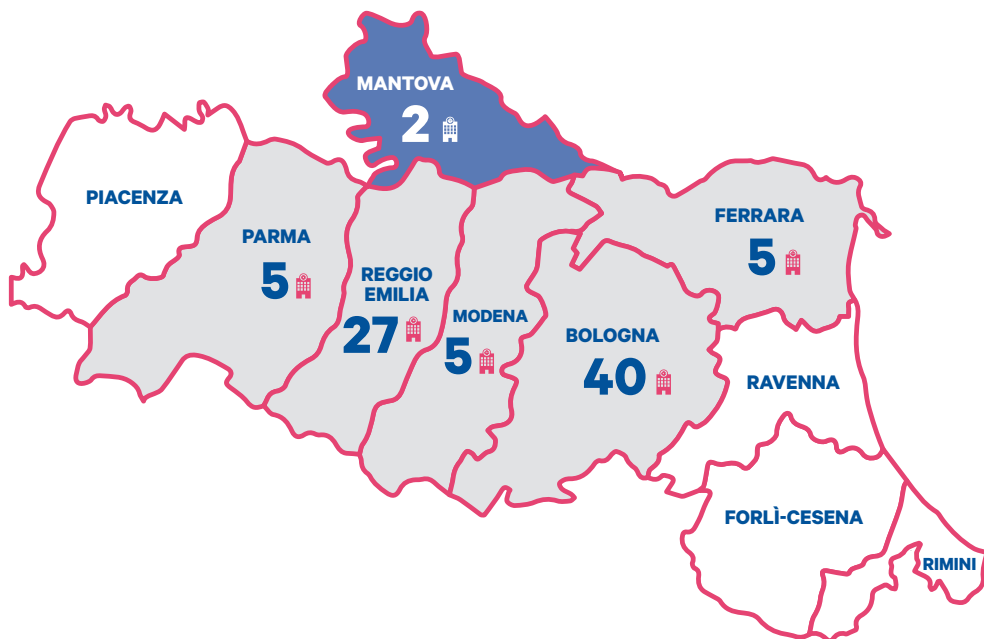 MANTOVA
2
PIACENZA
PARMA
5
REGGIO
EMILIA
27
MODENA
5
BOLOGNA
40
FERRARA
5
RAVENNA
FORLÌ-CESENA
RIMINI